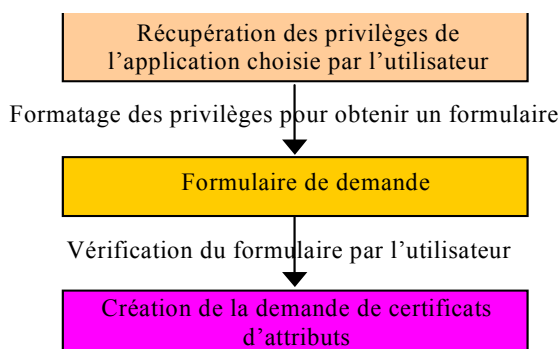 Récupération des privilèges de
l’application choisie par l’utilisateur
Formatage des privilèges pour obtenir un formulaire
Formulaire de demande
Vérification du formulaire par l’utilisateur
Création de la demande de certificats
d’attributs